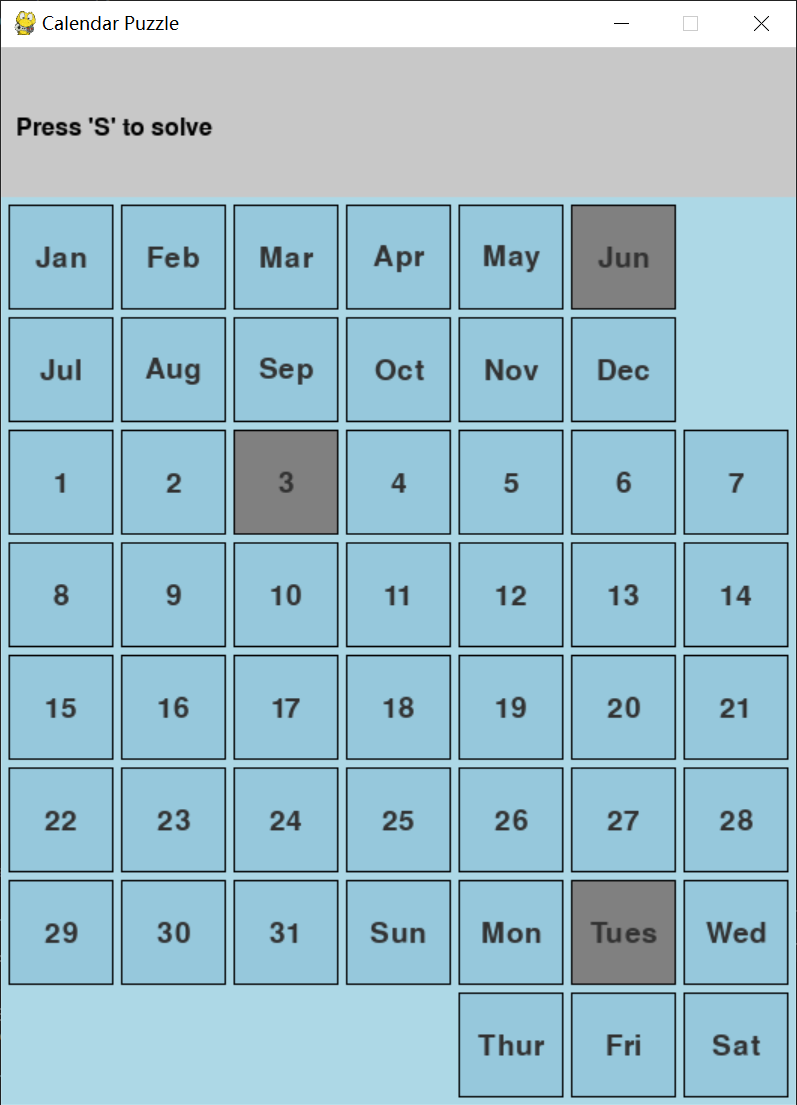 Calendar Puzzle
Press 'S' to solve
Jan Feb Mar Apr May Jun
Jul Aug Sep Oct Nov Dec
1 2 3 4 5 6 7
8 9 10 11 12 13 14
15 16 17 18 19 20 21
22 23 24 25 26 27 28
29 30 31 Sun Mon Tues Wed
Thur Fri Sat